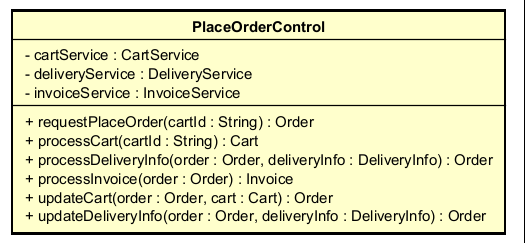 PlaceOrderControl
- cartService : CartService
- deliveryService : DeliveryService
- invoiceService : InvoiceService
+ requestPlaceOrder(cartId : String) : Order
+ processCart(cartId : String) : Cart
+ processDeliveryInfo(order : Order, deliveryInfo : DeliveryInfo) : Order
+ processInvoice(order : Order) : Invoice
+ updateCart(order : Order, cart : Cart) : Order
+ updateDeliveryInfo(order : Order, deliveryInfo : DeliveryInfo) : Order